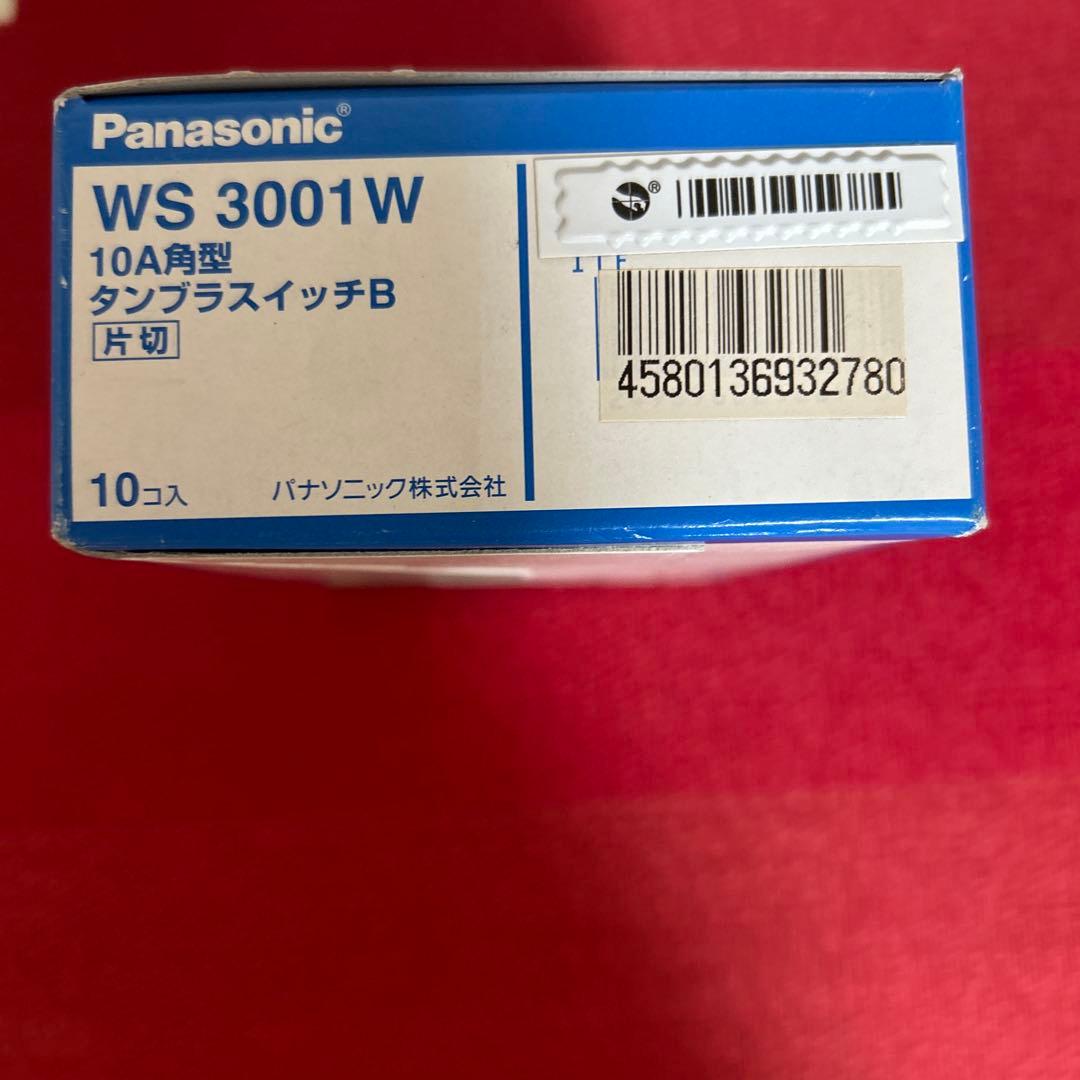 Panasonic®
WS 3001W
10A角型
タンブラスイッチB
片切
10コ入
パナソニック株式会社
®
4580136932780